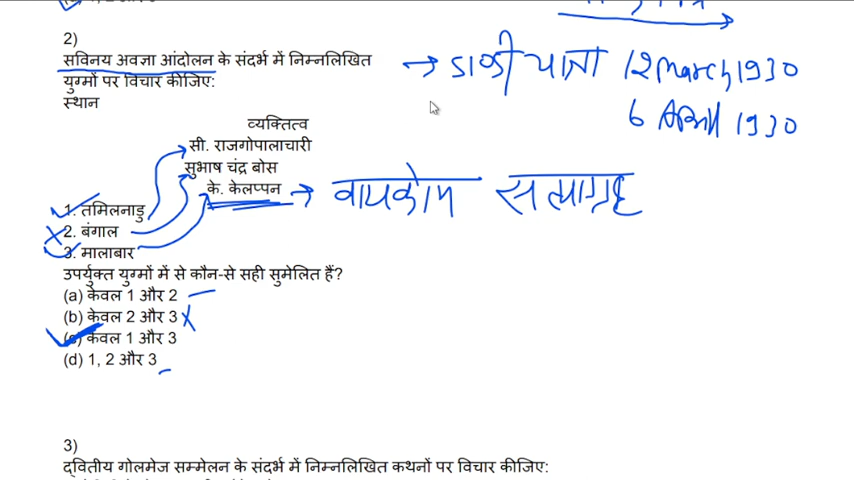 2)
सविनय अवज्ञा आंदोलन के संदर्भ में निम्नलिखित
युग्मों पर विचार कीजिए:
स्थान
→ डाण्डी यात्रा 12 March, 1930
6 April 1930
व्यक्तित्व
सी. राजगोपालाचारी
सुभाष चंद्र बोस
के. केलप्पन → वायकोम सत्याग्रह
1. तमिलनाडु
2. बंगाल
3. मालाबार
उपर्युक्त युग्मों में से कौन-से सही सुमेलित हैं?
(a) केवल 1 और 2
(b) केवल 2 और 3
(c) केवल 1 और 3
(d) 1, 2 और 3
3)
द्वितीय गोलमेज सम्मेलन के संदर्भ में निम्नलिखित कथनों पर विचार कीजिए: